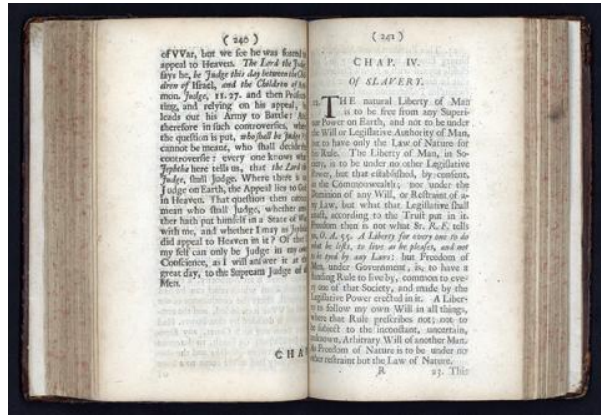 ( 240 )
of VVar, but we see he was forced to
appeal to Heaven. The Lord the Judge
says he, be Judge this day between the Chil-
dren of Israel, and the Children of Am-
mon. Judge, 11. 27. and then Prosecu-
ting, and relying on his appeal, he
leads out his Army to Battle: And
therefore in such controversies, where
the question is put, who shall be Judge? It
cannot be meant, who shall decide the
controversie: every one knows what
Jephtha here tells us, that the Lord the
Judge, shall Judge. Where there is no
Judge on Earth, the Appeal lies to God
in Heaven. That question then cannot
mean who shall Judge, whether ano-
ther hath put himself in a State of War
with me, and whether I may as Jephtha
did appeal to Heaven in it? Of that I
my self can only be Judge in my own
Conscience, as I will answer it at the
great day, to the Supream Judge of all
Men.
CHAP
( 241 )
CHAP. IV.
Of SLAVERY.
22. THE natural Liberty of Man
is to be free from any Superi-
our Power on Earth, and not to be under
the Will or Legislative Authority of Man,
but to have only the Law of Nature for
his Rule. The Liberty of Man, in So-
ciety, is to be under no other Legislative
Power, but that established, by consent,
in the Commonwealth; nor under the
Dominion of any Will, or Restraint of a-
ny Law, but what that Legislative shall
enact, according to the Trust put in it.
Freedom then is not what Sr. R. F. tells
us, O. A. 55. A Liberty for every one to do
what he lists, to live as he pleases, and not
to be tyed by any Laws: but Freedom of
Men, under Government, is, to have a
standing Rule to live by, common to eve-
ry one of that Society, and made by the
Legislative Power erected in it. A Liber-
ty to follow my own Will in all things,
where that Rule prescribes not; not to
be subject to the inconstant, uncertain,
unknown, Arbitrary Will of another Man.
As Freedom of Nature is to be under no
other restraint but the Law of Nature.
R 23. This